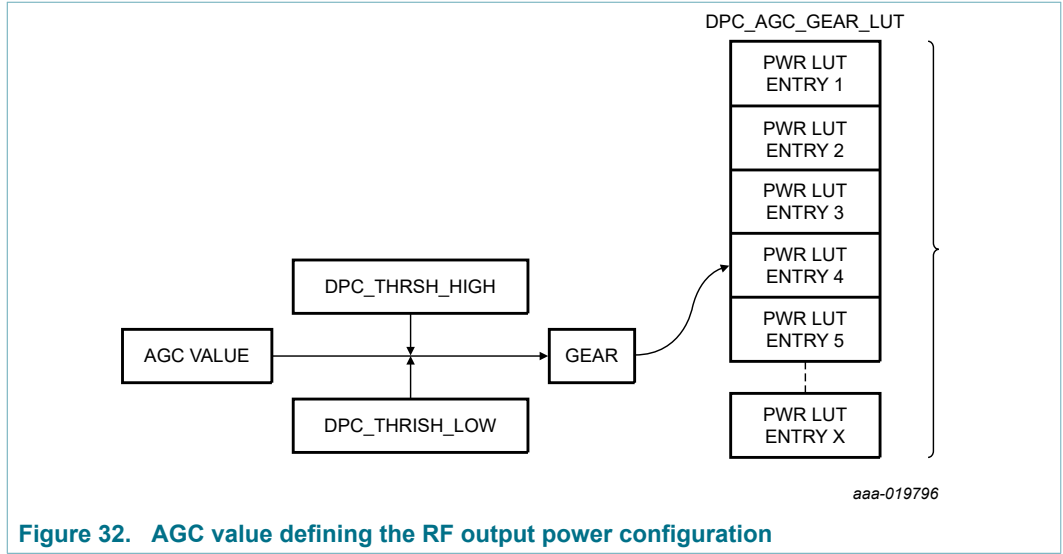 DPC_AGC_GEAR_LUT
PWR LUT
ENTRY 1
PWR LUT
ENTRY 2
PWR LUT
ENTRY 3
PWR LUT
ENTRY 4
PWR LUT
ENTRY 5
PWR LUT
ENTRY X
DPC_THRSH_HIGH
AGC VALUE
GEAR
DPC_THRISH_LOW
aaa-019796
Figure 32. AGC value defining the RF output power configuration